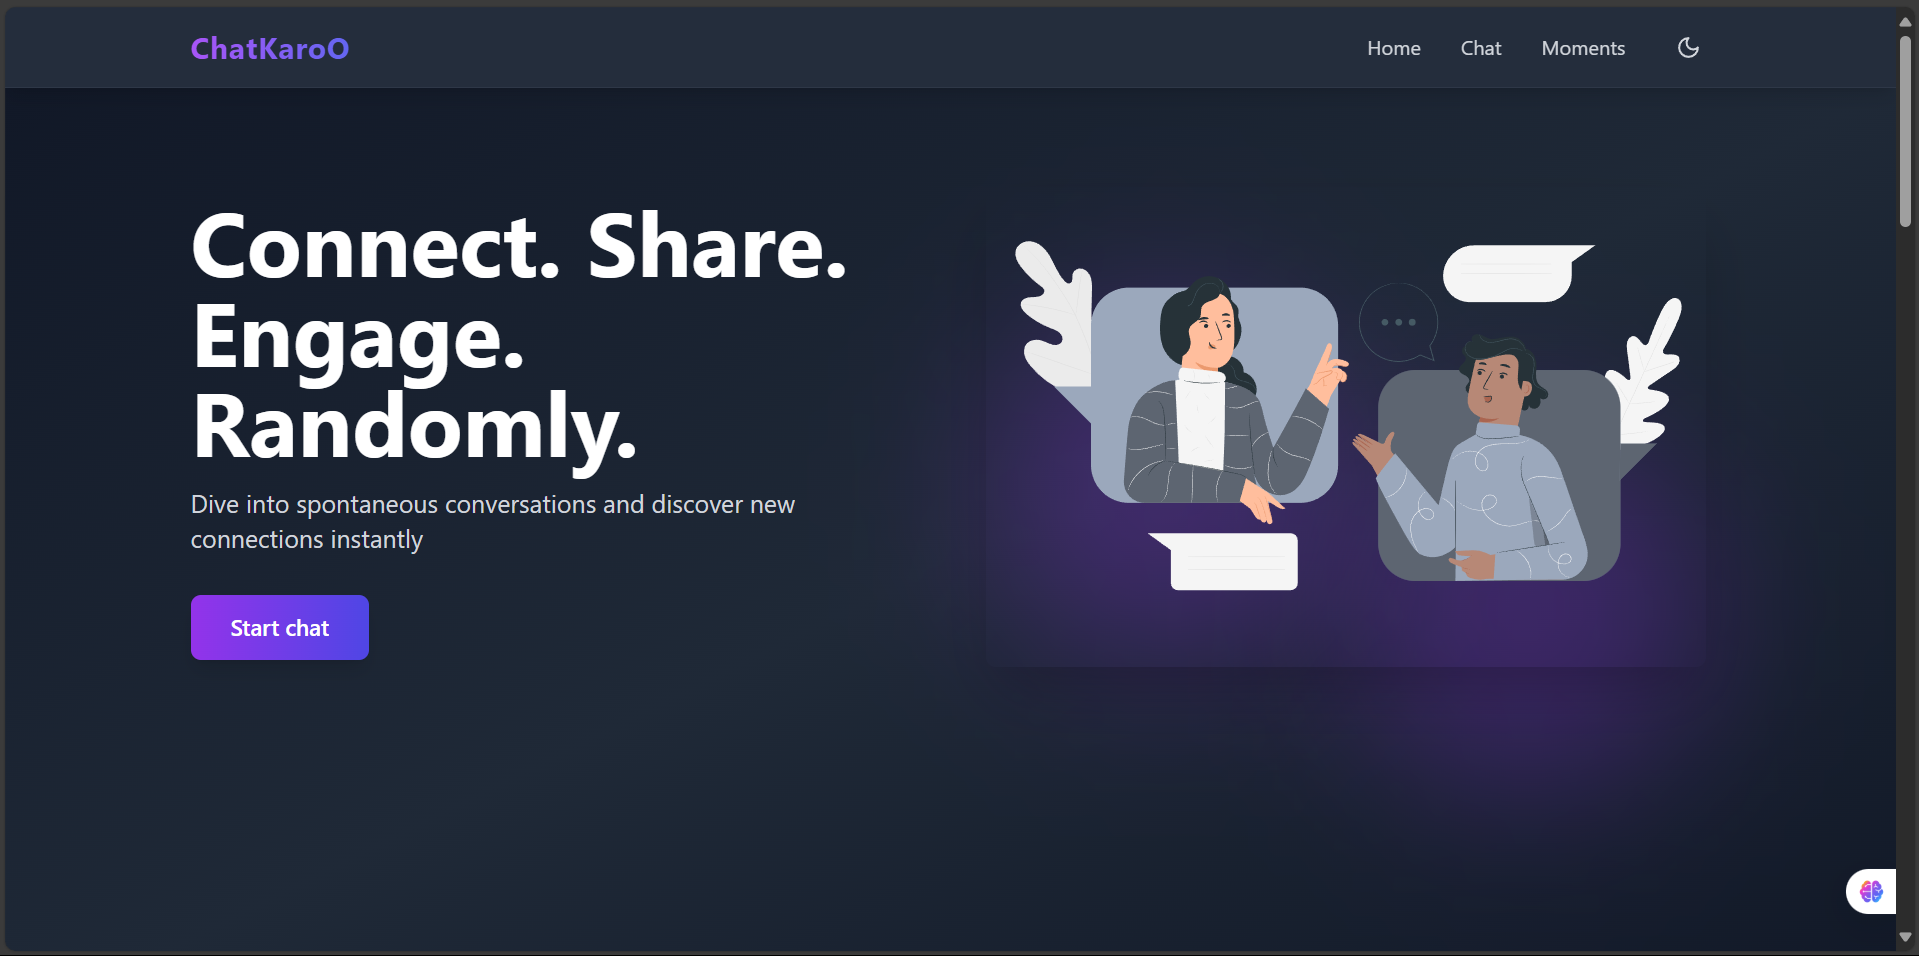 ChatKaroO
Home Chat Moments
Connect. Share.
Engage.
Randomly.
Dive into spontaneous conversations and discover new
connections instantly
Start chat